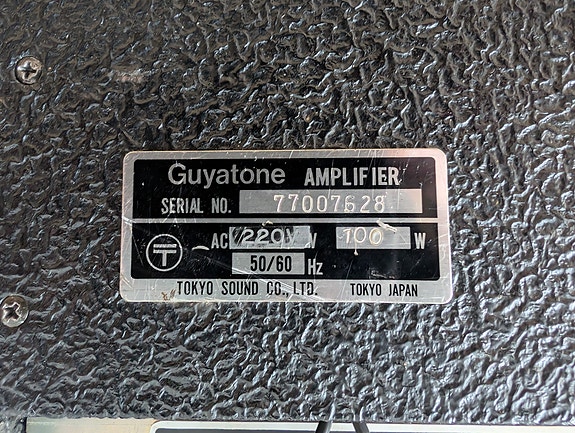 Guyatone AMPLIFIER
SERIAL NO. 77007628
AC 220V V 100 W
50/60 Hz
TOKYO SOUND CO., LTD. TOKYO JAPAN